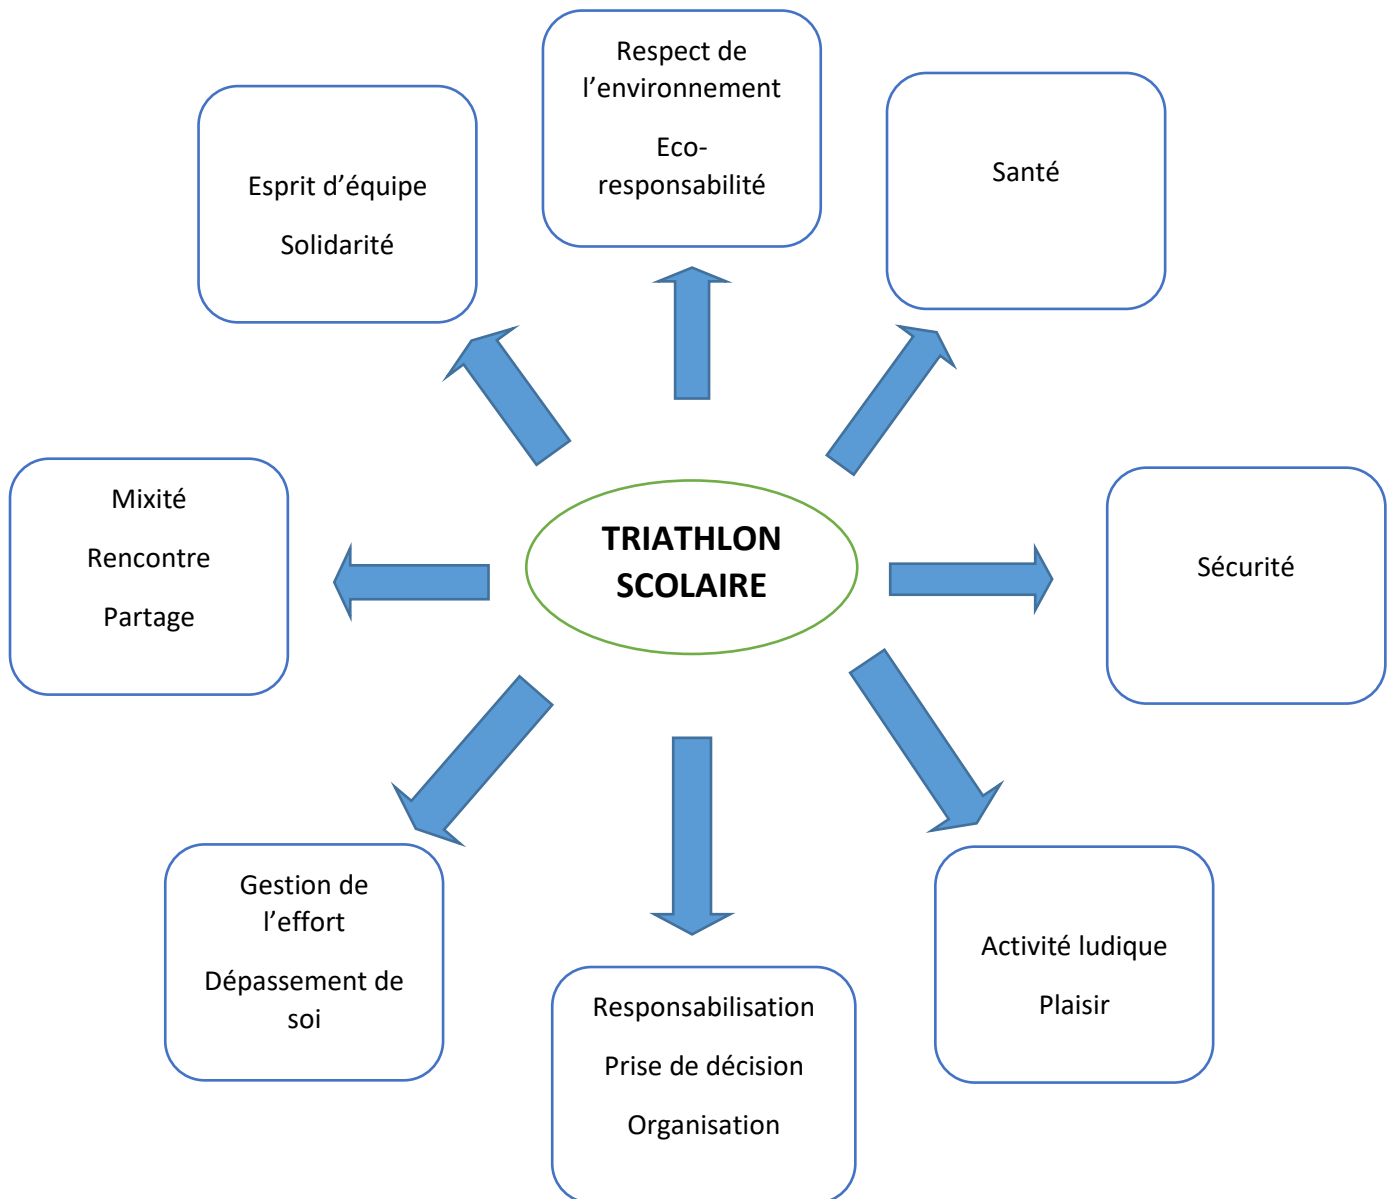 Respect de
l’environnement
Eco-
responsabilité
Santé
Esprit d’équipe
Solidarité
Mixité
Rencontre
Partage
TRIATHLON
SCOLAIRE
Sécurité
Gestion de
l’effort
Dépassement de
soi
Responsabilisation
Prise de décision
Organisation
Activité ludique
Plaisir